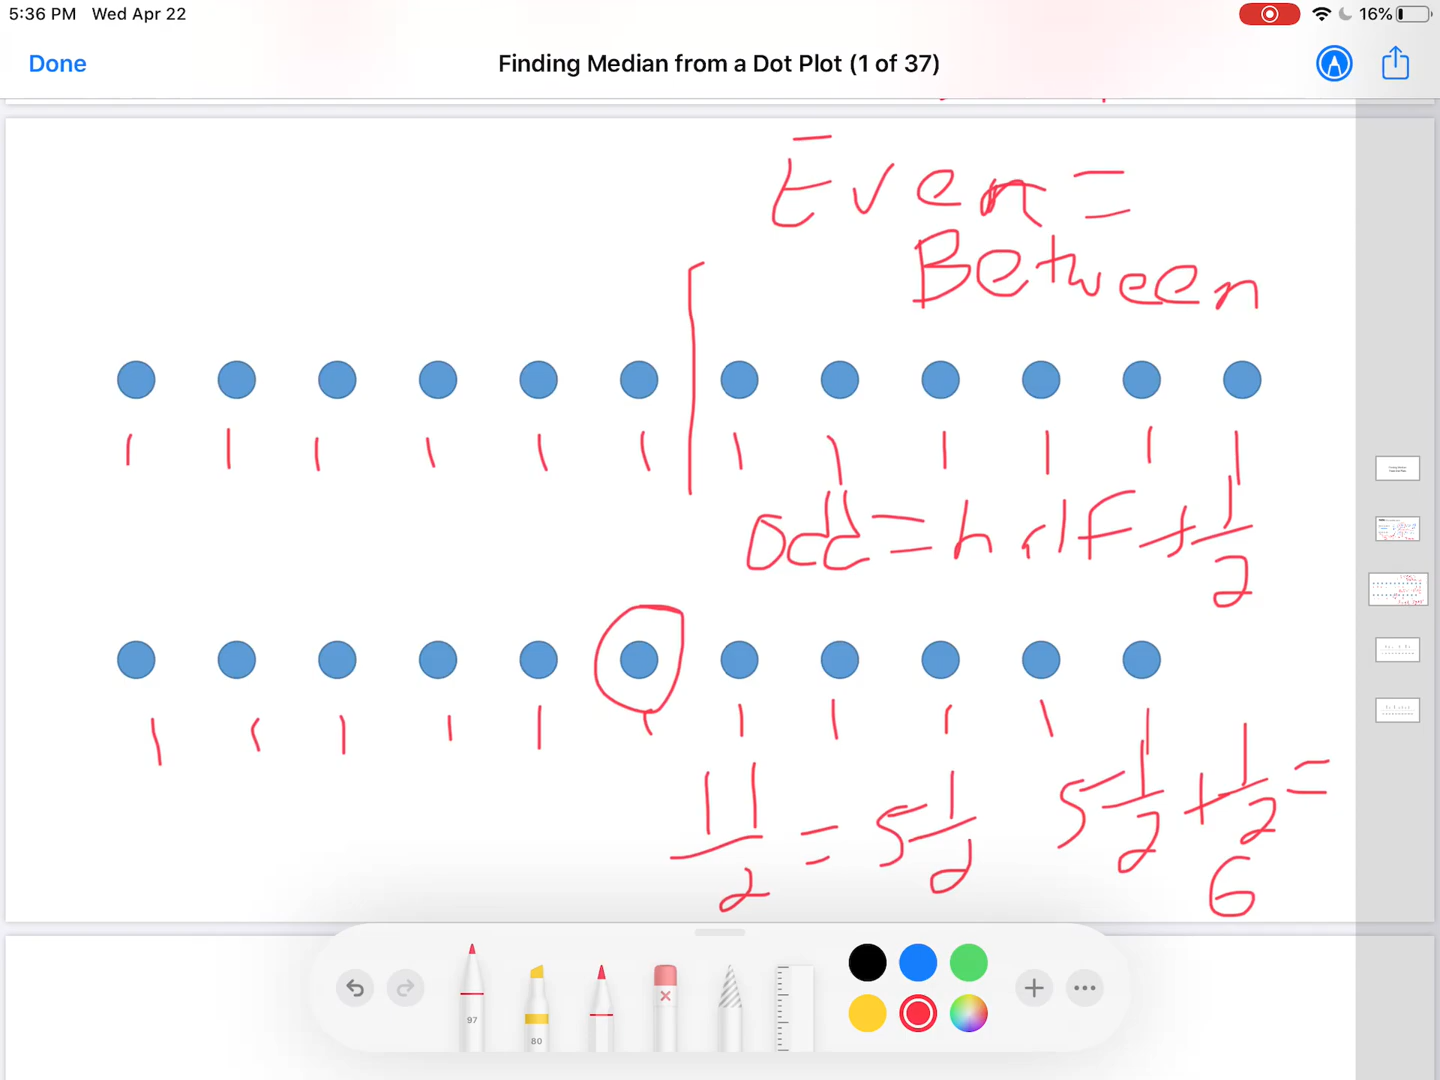 5:36 PM Wed Apr 22
16%
Done
Finding Median from a Dot Plot (1 of 37)
Even =
Between
odd = half + 1/2
11/2 = 5 1/2
5 1/2 + 1/2 =
6
97
80